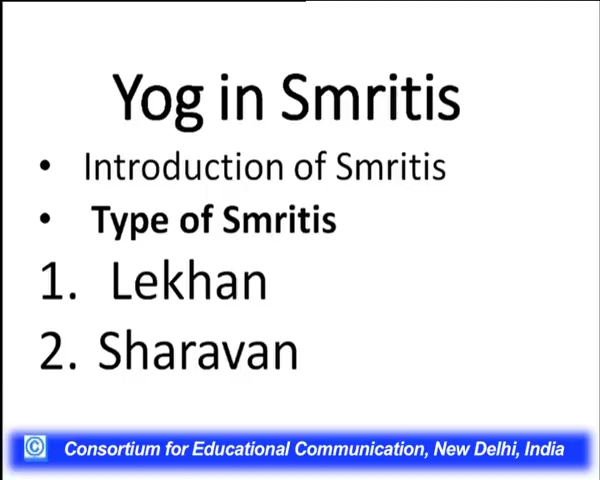 Yog in Smritis
• Introduction of Smritis
• Type of Smritis
1. Lekhan
2. Sharavan
© Consortium for Educational Communication, New Delhi, India